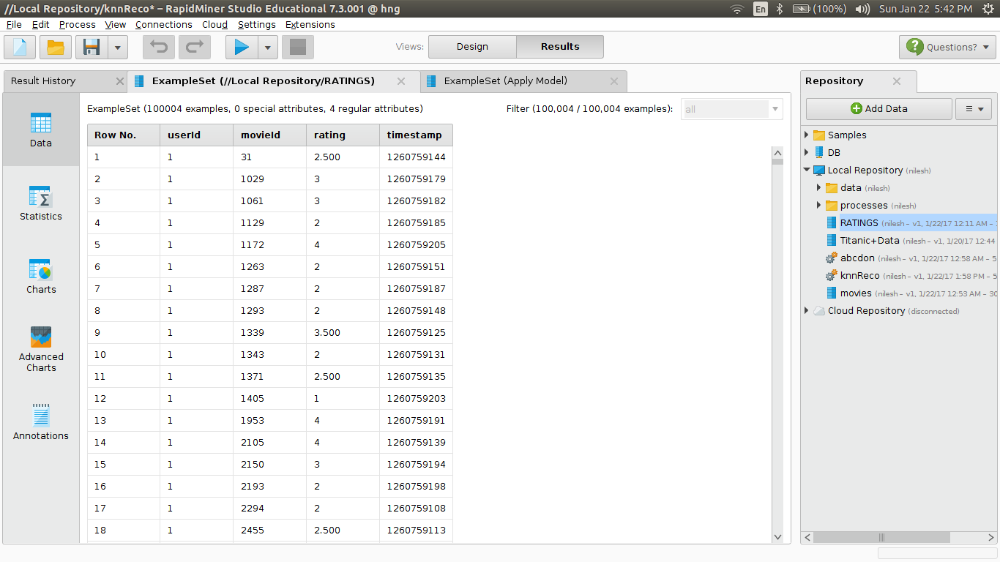 //Local Repository/knnReco* – RapidMiner Studio Educational 7.3.001 @ hng
En (100%) Sun Jan 22 5:42 PM
File Edit Process View Connections Cloud Settings Extensions
Views: Design Results Questions?
Result History ExampleSet (//Local Repository/RATINGS) ExampleSet (Apply Model)
ExampleSet (100004 examples, 0 special attributes, 4 regular attributes) Filter (100,004 / 100,004 examples): all
Data
Statistics
Charts
Advanced
Charts
Annotations
Row No. userId movieId rating timestamp
1 1 31 2.500 1260759144
2 1 1029 3 1260759179
3 1 1061 3 1260759182
4 1 1129 2 1260759185
5 1 1172 4 1260759205
6 1 1263 2 1260759151
7 1 1287 2 1260759187
8 1 1293 2 1260759148
9 1 1339 3.500 1260759125
10 1 1343 2 1260759131
11 1 1371 2.500 1260759135
12 1 1405 1 1260759203
13 1 1953 4 1260759191
14 1 2105 4 1260759139
15 1 2150 3 1260759194
16 1 2193 2 1260759198
17 1 2294 2 1260759108
18 1 2455 2.500 1260759113
Repository
Add Data
Samples
DB
Local Repository (nilesh)
data (nilesh)
processes (nilesh)
RATINGS (nilesh – v1, 1/22/17 12:11 AM –
Titanic+Data (nilesh – v1, 1/20/17 12:44
abcdon (nilesh – v1, 1/22/17 12:58 AM – 5
knnReco (nilesh – v1, 1/22/17 1:58 PM – 5
movies (nilesh – v1, 1/22/17 12:53 AM – 30
Cloud Repository (disconnected)